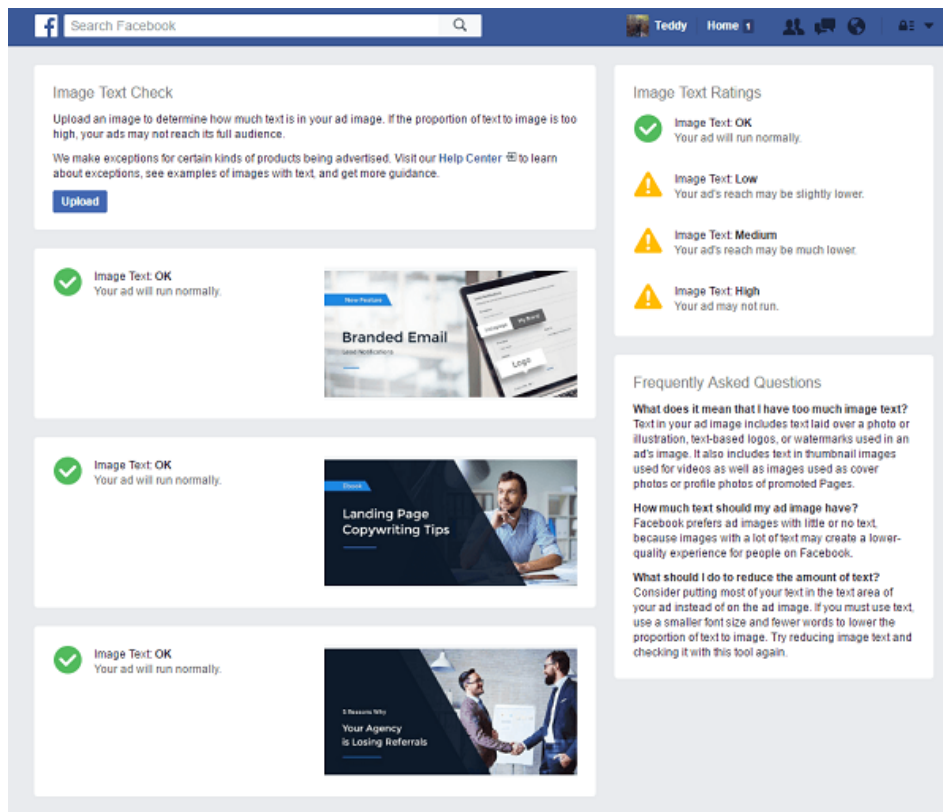 f Search Facebook
Teddy Home 1
Image Text Check
Upload an image to determine how much text is in your ad image. If the proportion of text to image is too
high, your ads may not reach its full audience.
We make exceptions for certain kinds of products being advertised. Visit our Help Center to learn
about exceptions, see examples of images with text, and get more guidance.
Upload
Image Text: OK
Your ad will run normally.
New Feature
Branded Email
Lead Notifications
My Brand
Logo
Image Text: OK
Your ad will run normally.
Ebook
Landing Page
Copywriting Tips
Image Text: OK
Your ad will run normally.
5 Reasons Why
Your Agency
is Losing Referrals
Image Text Ratings
Image Text: OK
Your ad will run normally.
Image Text: Low
Your ad's reach may be slightly lower.
Image Text: Medium
Your ad's reach may be much lower.
Image Text: High
Your ad may not run.
Frequently Asked Questions
What does it mean that I have too much image text?
Text in your ad image includes text laid over a photo or
illustration, text-based logos, or watermarks used in an
ad's image. It also includes text in thumbnail images
used for videos as well as images used as cover
photos or profile photos of promoted Pages.
How much text should my ad image have?
Facebook prefers ad images with little or no text,
because images with a lot of text may create a lower-
quality experience for people on Facebook.
What should I do to reduce the amount of text?
Consider putting most of your text in the text area of
your ad instead of on the ad image. If you must use text,
use a smaller font size and fewer words to lower the
proportion of text to image. Try reducing image text and
checking it with this tool again.